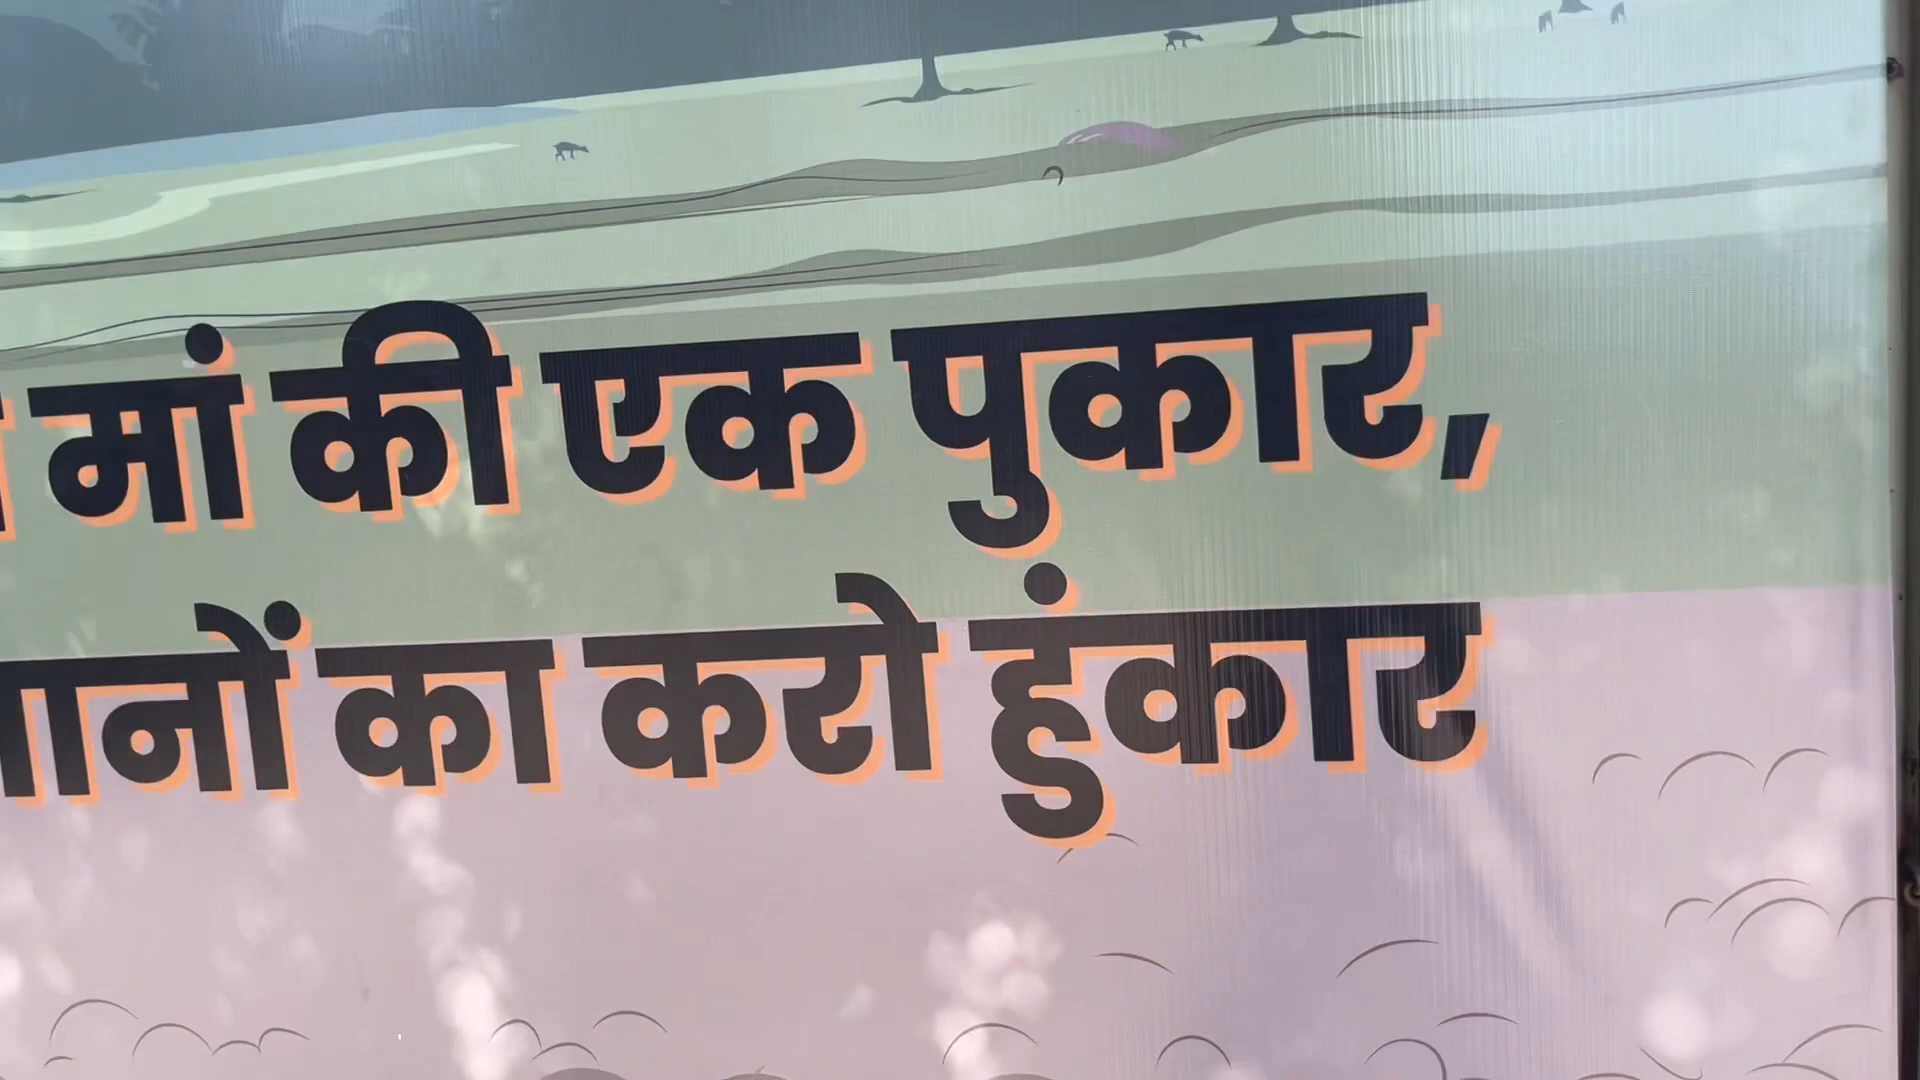 मां की एक पुकार,
का करो हुंकार